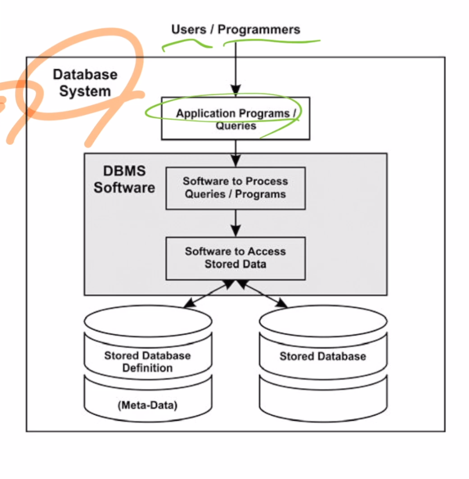 Users / Programmers
Database
System
Application Programs /
Queries
DBMS
Software
Software to Process
Queries / Programs
Software to Access
Stored Data
Stored Database
Definition
(Meta-Data)
Stored Database